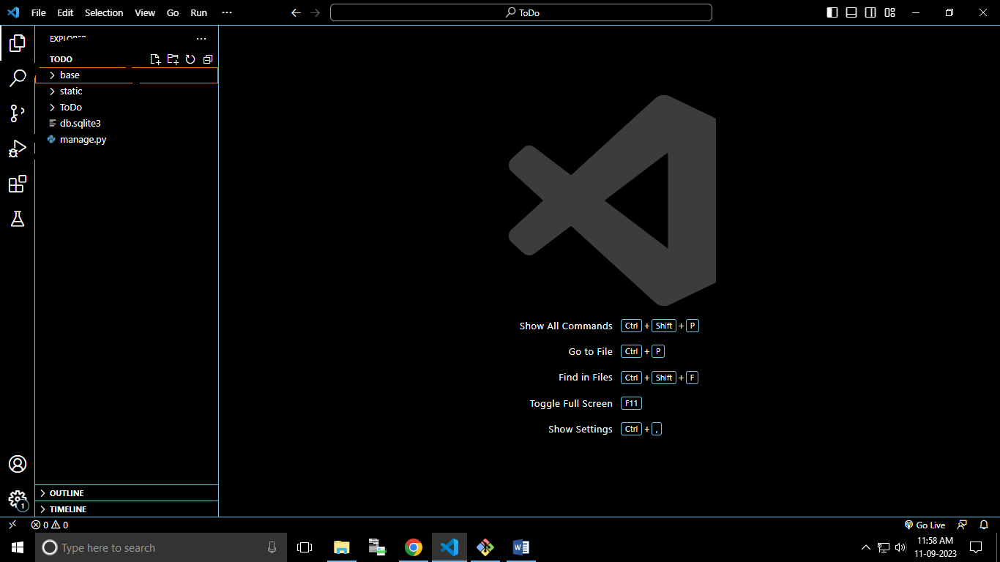 File Edit Selection View Go Run ··· ToDo
EXPLORER ···
TODO
base
static
ToDo
db.sqlite3
manage.py
Show All Commands Ctrl + Shift + P
Go to File Ctrl + P
Find in Files Ctrl + Shift + F
Toggle Full Screen F11
Show Settings Ctrl + ,
OUTLINE
1
TIMELINE
0 0 Go Live
Type here to search
11:58 AM
11-09-2023